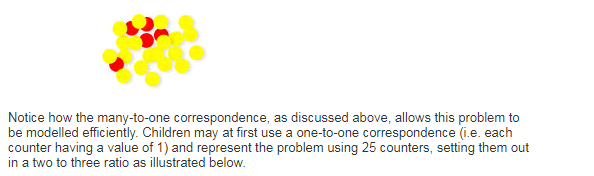 Notice how the many-to-one correspondence, as discussed above, allows this problem to
be modelled efficiently. Children may at first use a one-to-one correspondence (i.e. each
counter having a value of 1) and represent the problem using 25 counters, setting them out
in a two to three ratio as illustrated below.